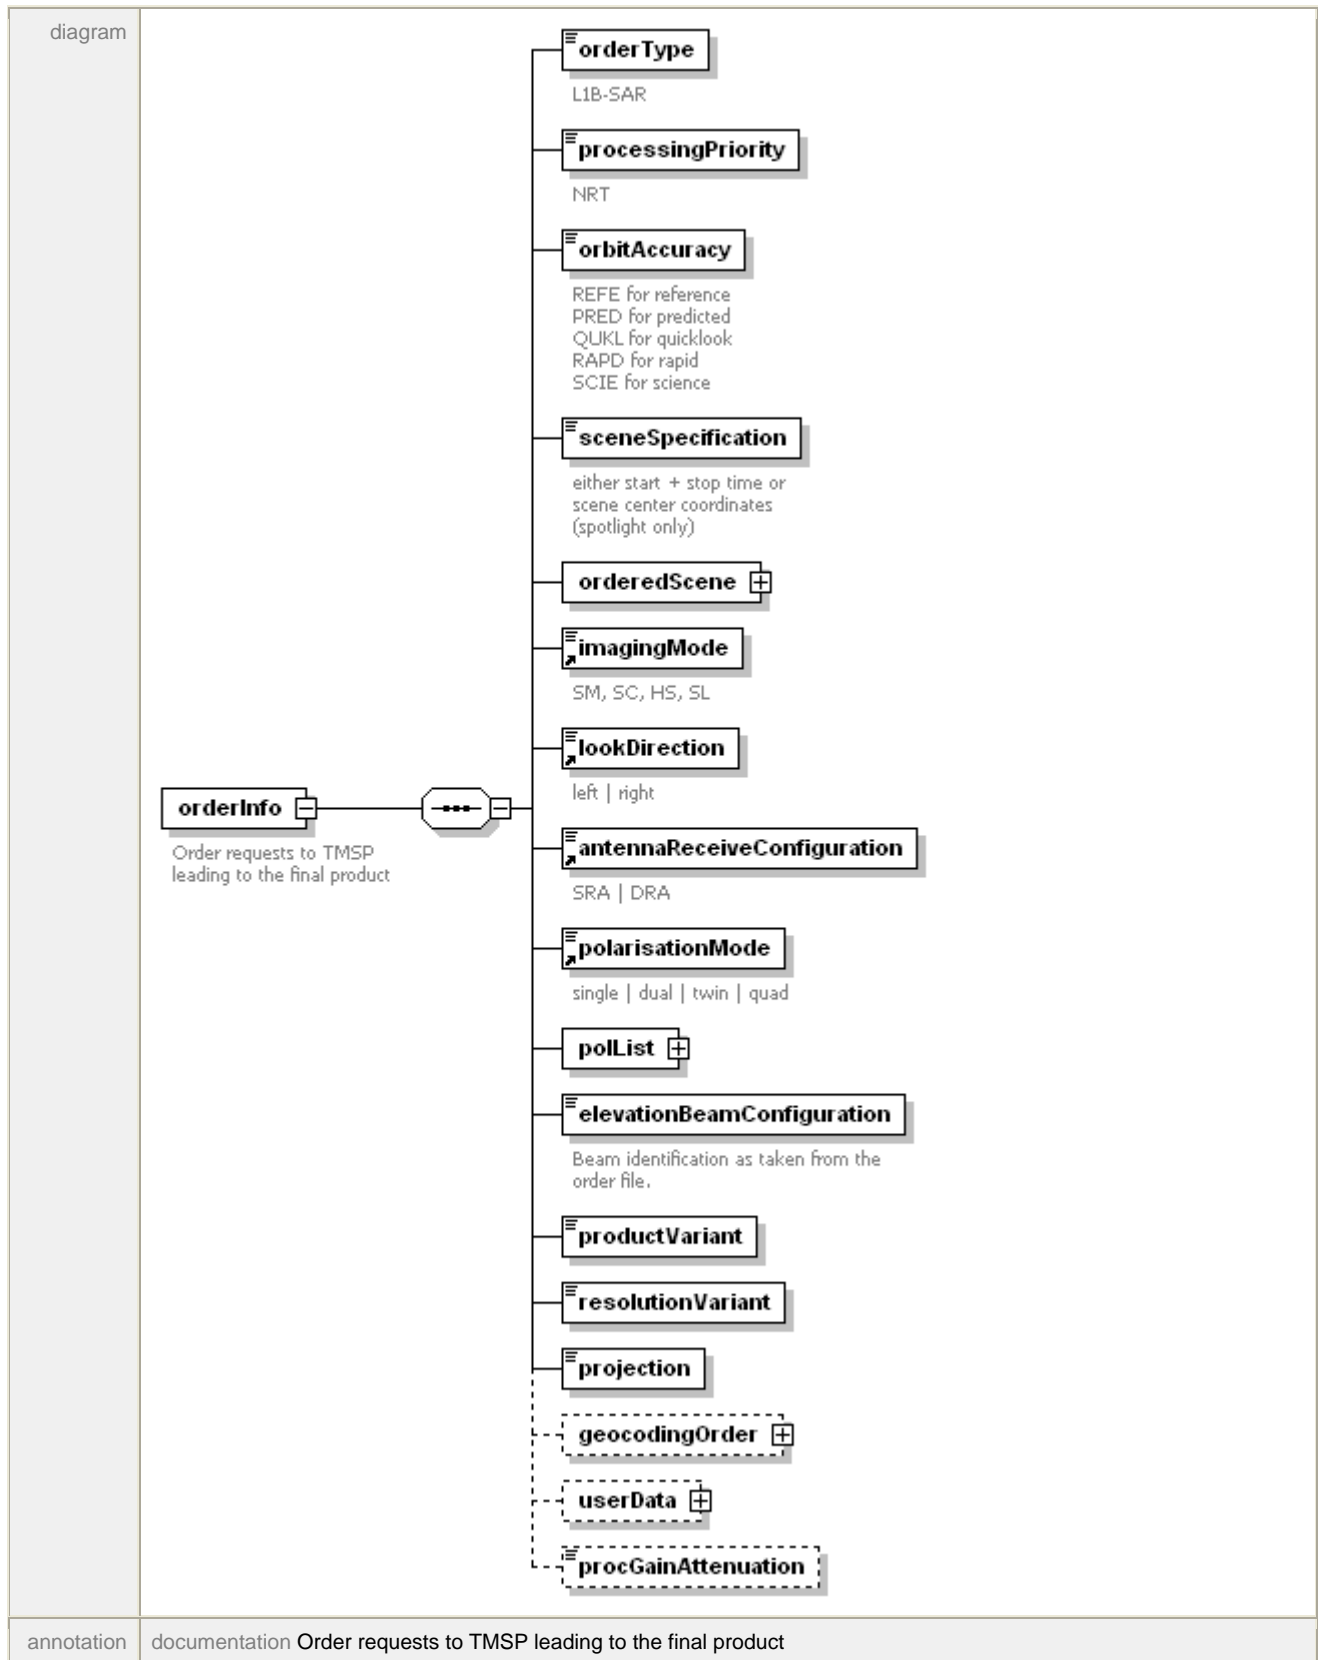 diagram
orderType
L1B-SAR
processingPriority
NRT
orbitAccuracy
REFE for reference
PRED for predicted
QUKL for quicklook
RAPD for rapid
SCIE for science
sceneSpecification
either start + stop time or
scene center coordinates
(spotlight only)
orderedScene
imagingMode
SM, SC, HS, SL
lookDirection
left | right
orderInfo
Order requests to TMSP
leading to the final product
antennaReceiveConfiguration
SRA | DRA
polarisationMode
single | dual | twin | quad
polList
elevationBeamConfiguration
Beam identification as taken from the
order file.
productVariant
resolutionVariant
projection
geocodingOrder
userData
procGainAttenuation
annotation documentation Order requests to TMSP leading to the final product